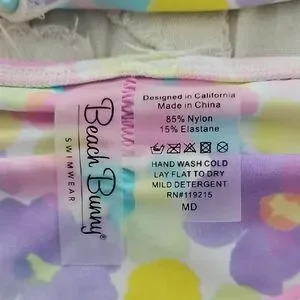 Beach Bunny®
SWIMWEAR
Designed in California
Made in China
85% Nylon
15% Elastane
HAND WASH COLD
LAY FLAT TO DRY
MILD DETERGENT
RN#119215
MD